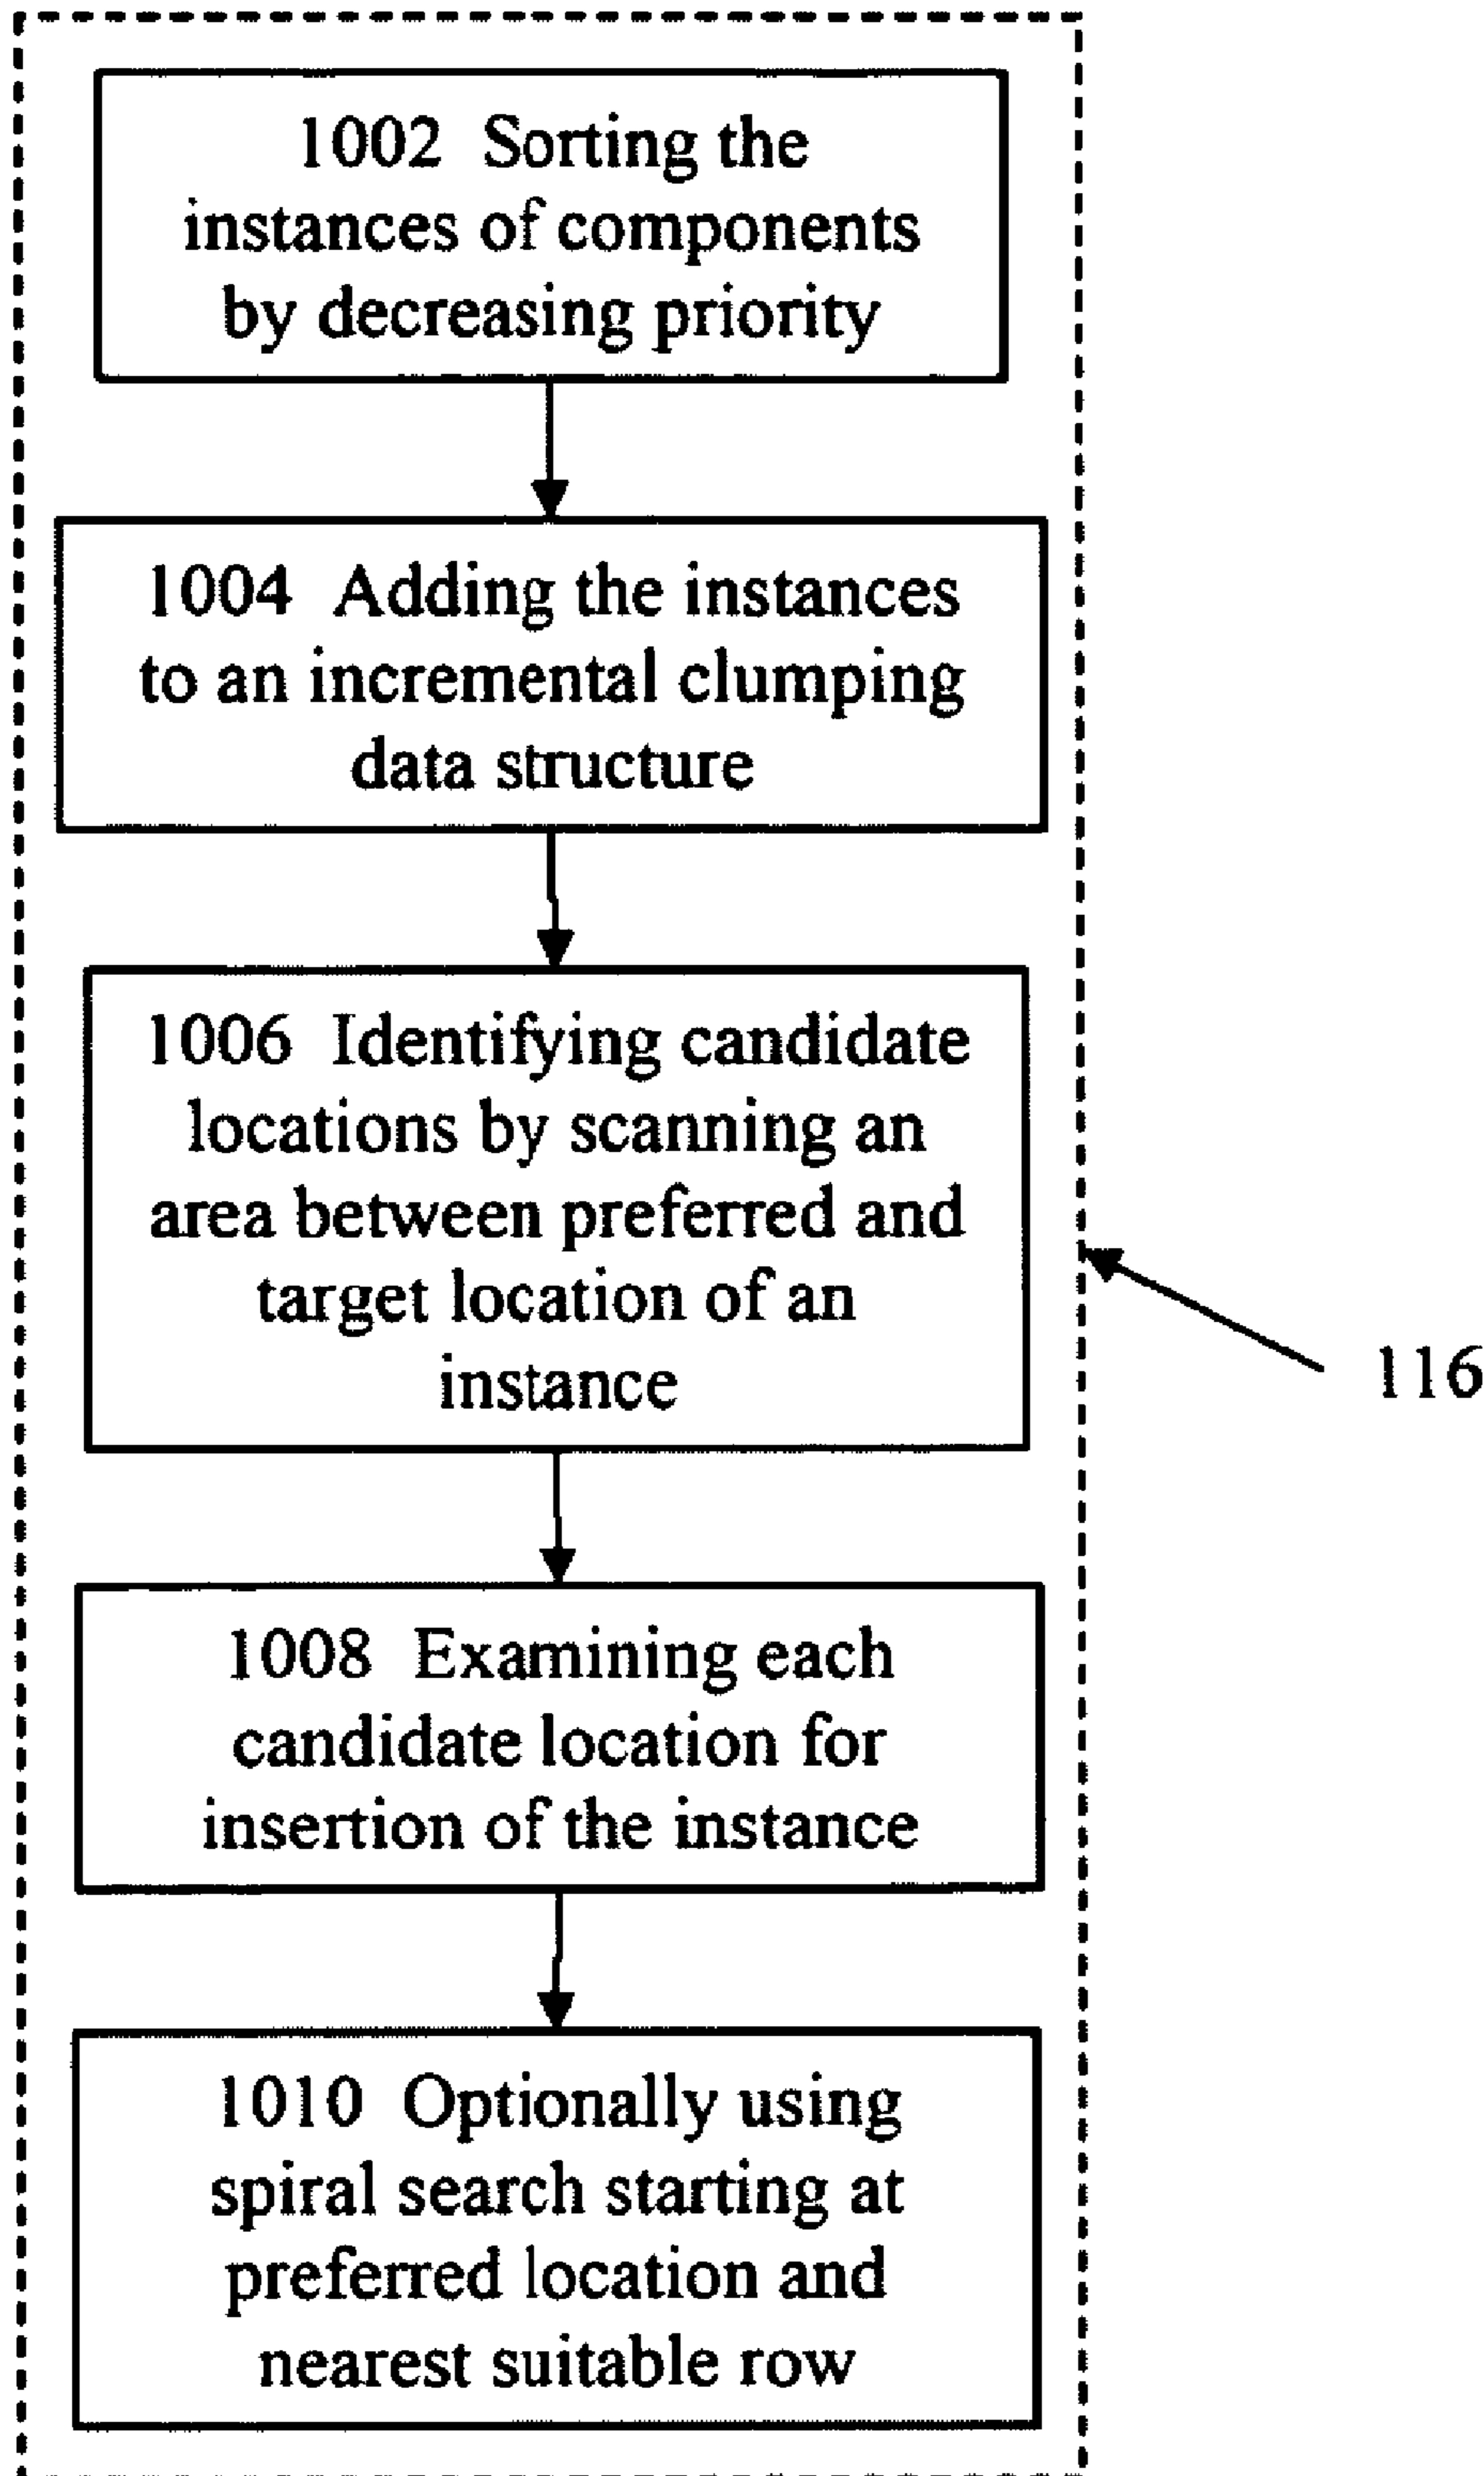 1002 Sorting the
instances of components
by decreasing priority
1004 Adding the instances
to an incremental clumping
data structure
1006 Identifying candidate
locations by scanning an
area between preferred and
target location of an
instance
116
1008 Examining each
candidate location for
insertion of the instance
1010 Optionally using
spiral search starting at
preferred location and
nearest suitable row